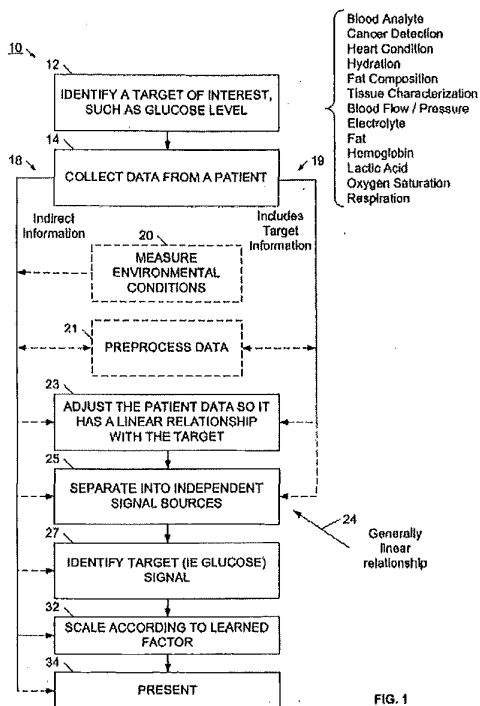 10
12
IDENTIFY A TARGET OF INTEREST,
SUCH AS GLUCOSE LEVEL
Blood Analyte
Cancer Detection
Heart Condition
Hydration
Fat Composition
Tissue Characterization
Blood Flow / Pressure
Electrolyte
Fat
Hemoglobin
Lactic Acid
Oxygen Saturation
Respiration
14
18
19
COLLECT DATA FROM A PATIENT
Indirect
Information
Includes
Target
Information
20
MEASURE
ENVIRONMENTAL
CONDITIONS
21
PREPROCESS DATA
23
ADJUST THE PATIENT DATA SO IT
HAS A LINEAR RELATIONSHIP
WITH THE TARGET
25
SEPARATE INTO INDEPENDENT
SIGNAL SOURCES
24
Generally
linear
relationship
27
IDENTIFY TARGET (IE GLUCOSE)
SIGNAL
32
SCALE ACCORDING TO LEARNED
FACTOR
34
PRESENT
FIG. 1